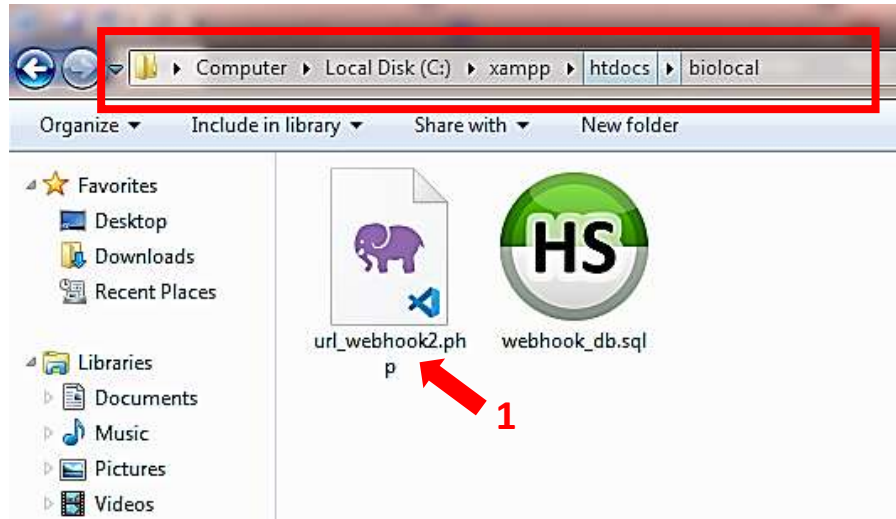 Computer Local Disk (C:) xampp htdocs biolocal
Organize Include in library Share with New folder
Favorites
Desktop
Downloads
Recent Places
Libraries
Documents
Music
Pictures
Videos
HS
url_webhook2.ph
p
webhook_db.sql
1